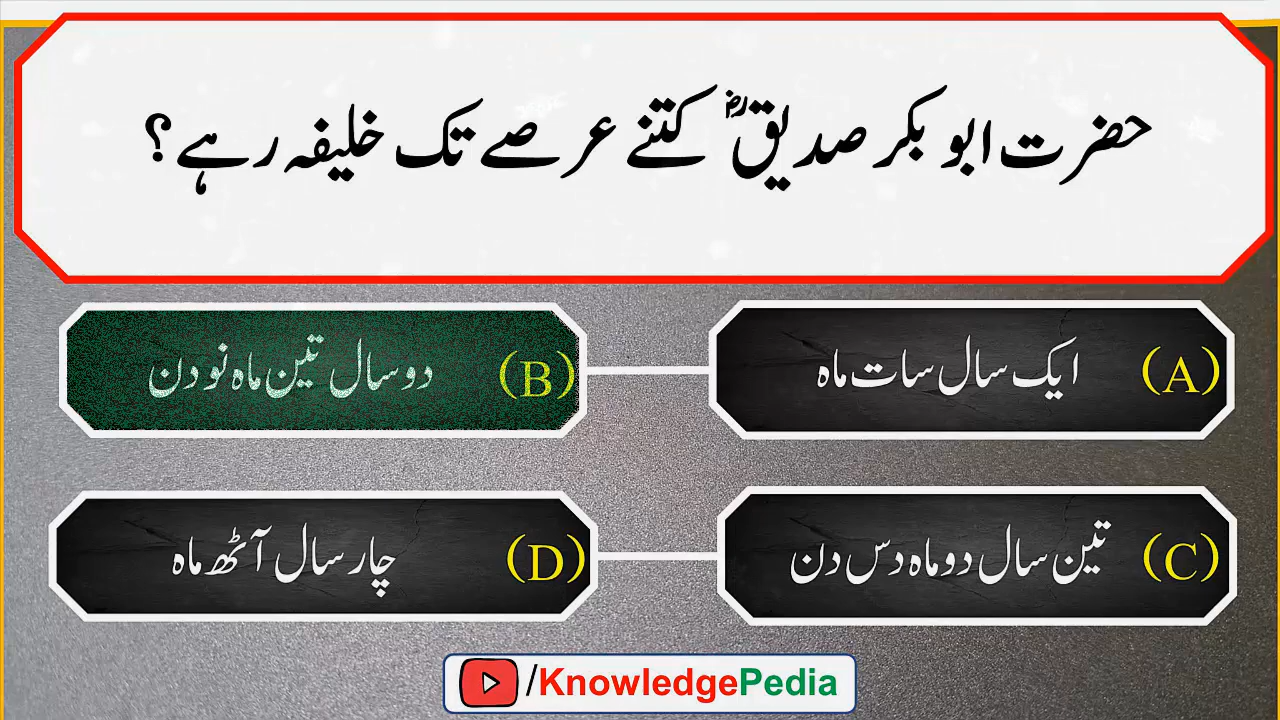 حضرت ابو بکر صدیقؓ کتنے عرصے تک خلیفہ رہے؟
(A) ایک سال سات ماہ
(B) دو سال تین ماہ نو دن
(C) تین سال دو ماہ دس دن
(D) چار سال آٹھ ماہ
/KnowledgePedia